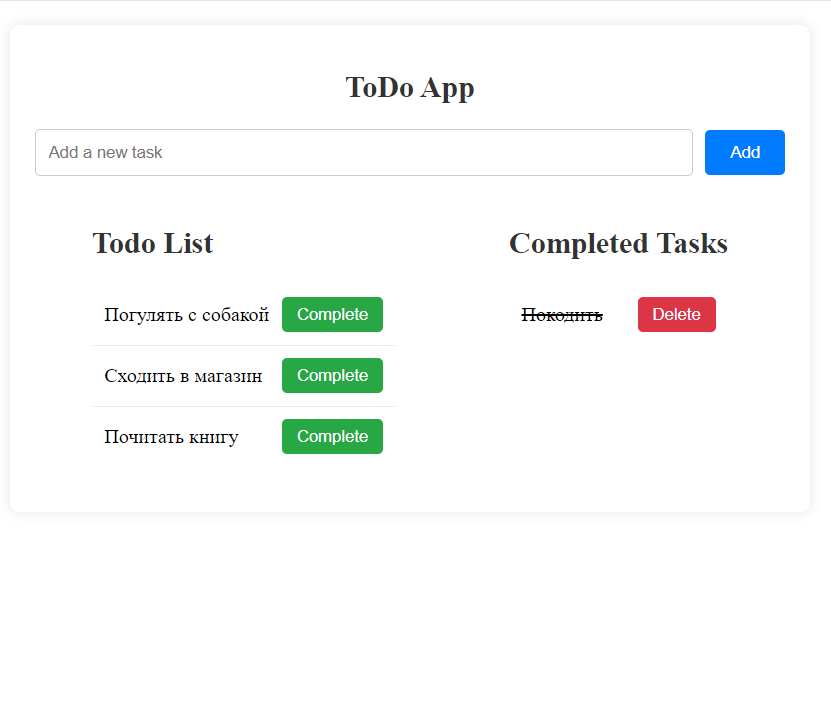 ToDo App
Add a new task
Add
Todo List
Погулять с собакой Complete
Сходить в магазин Complete
Почитать книгу Complete
Completed Tasks
Покодить Delete